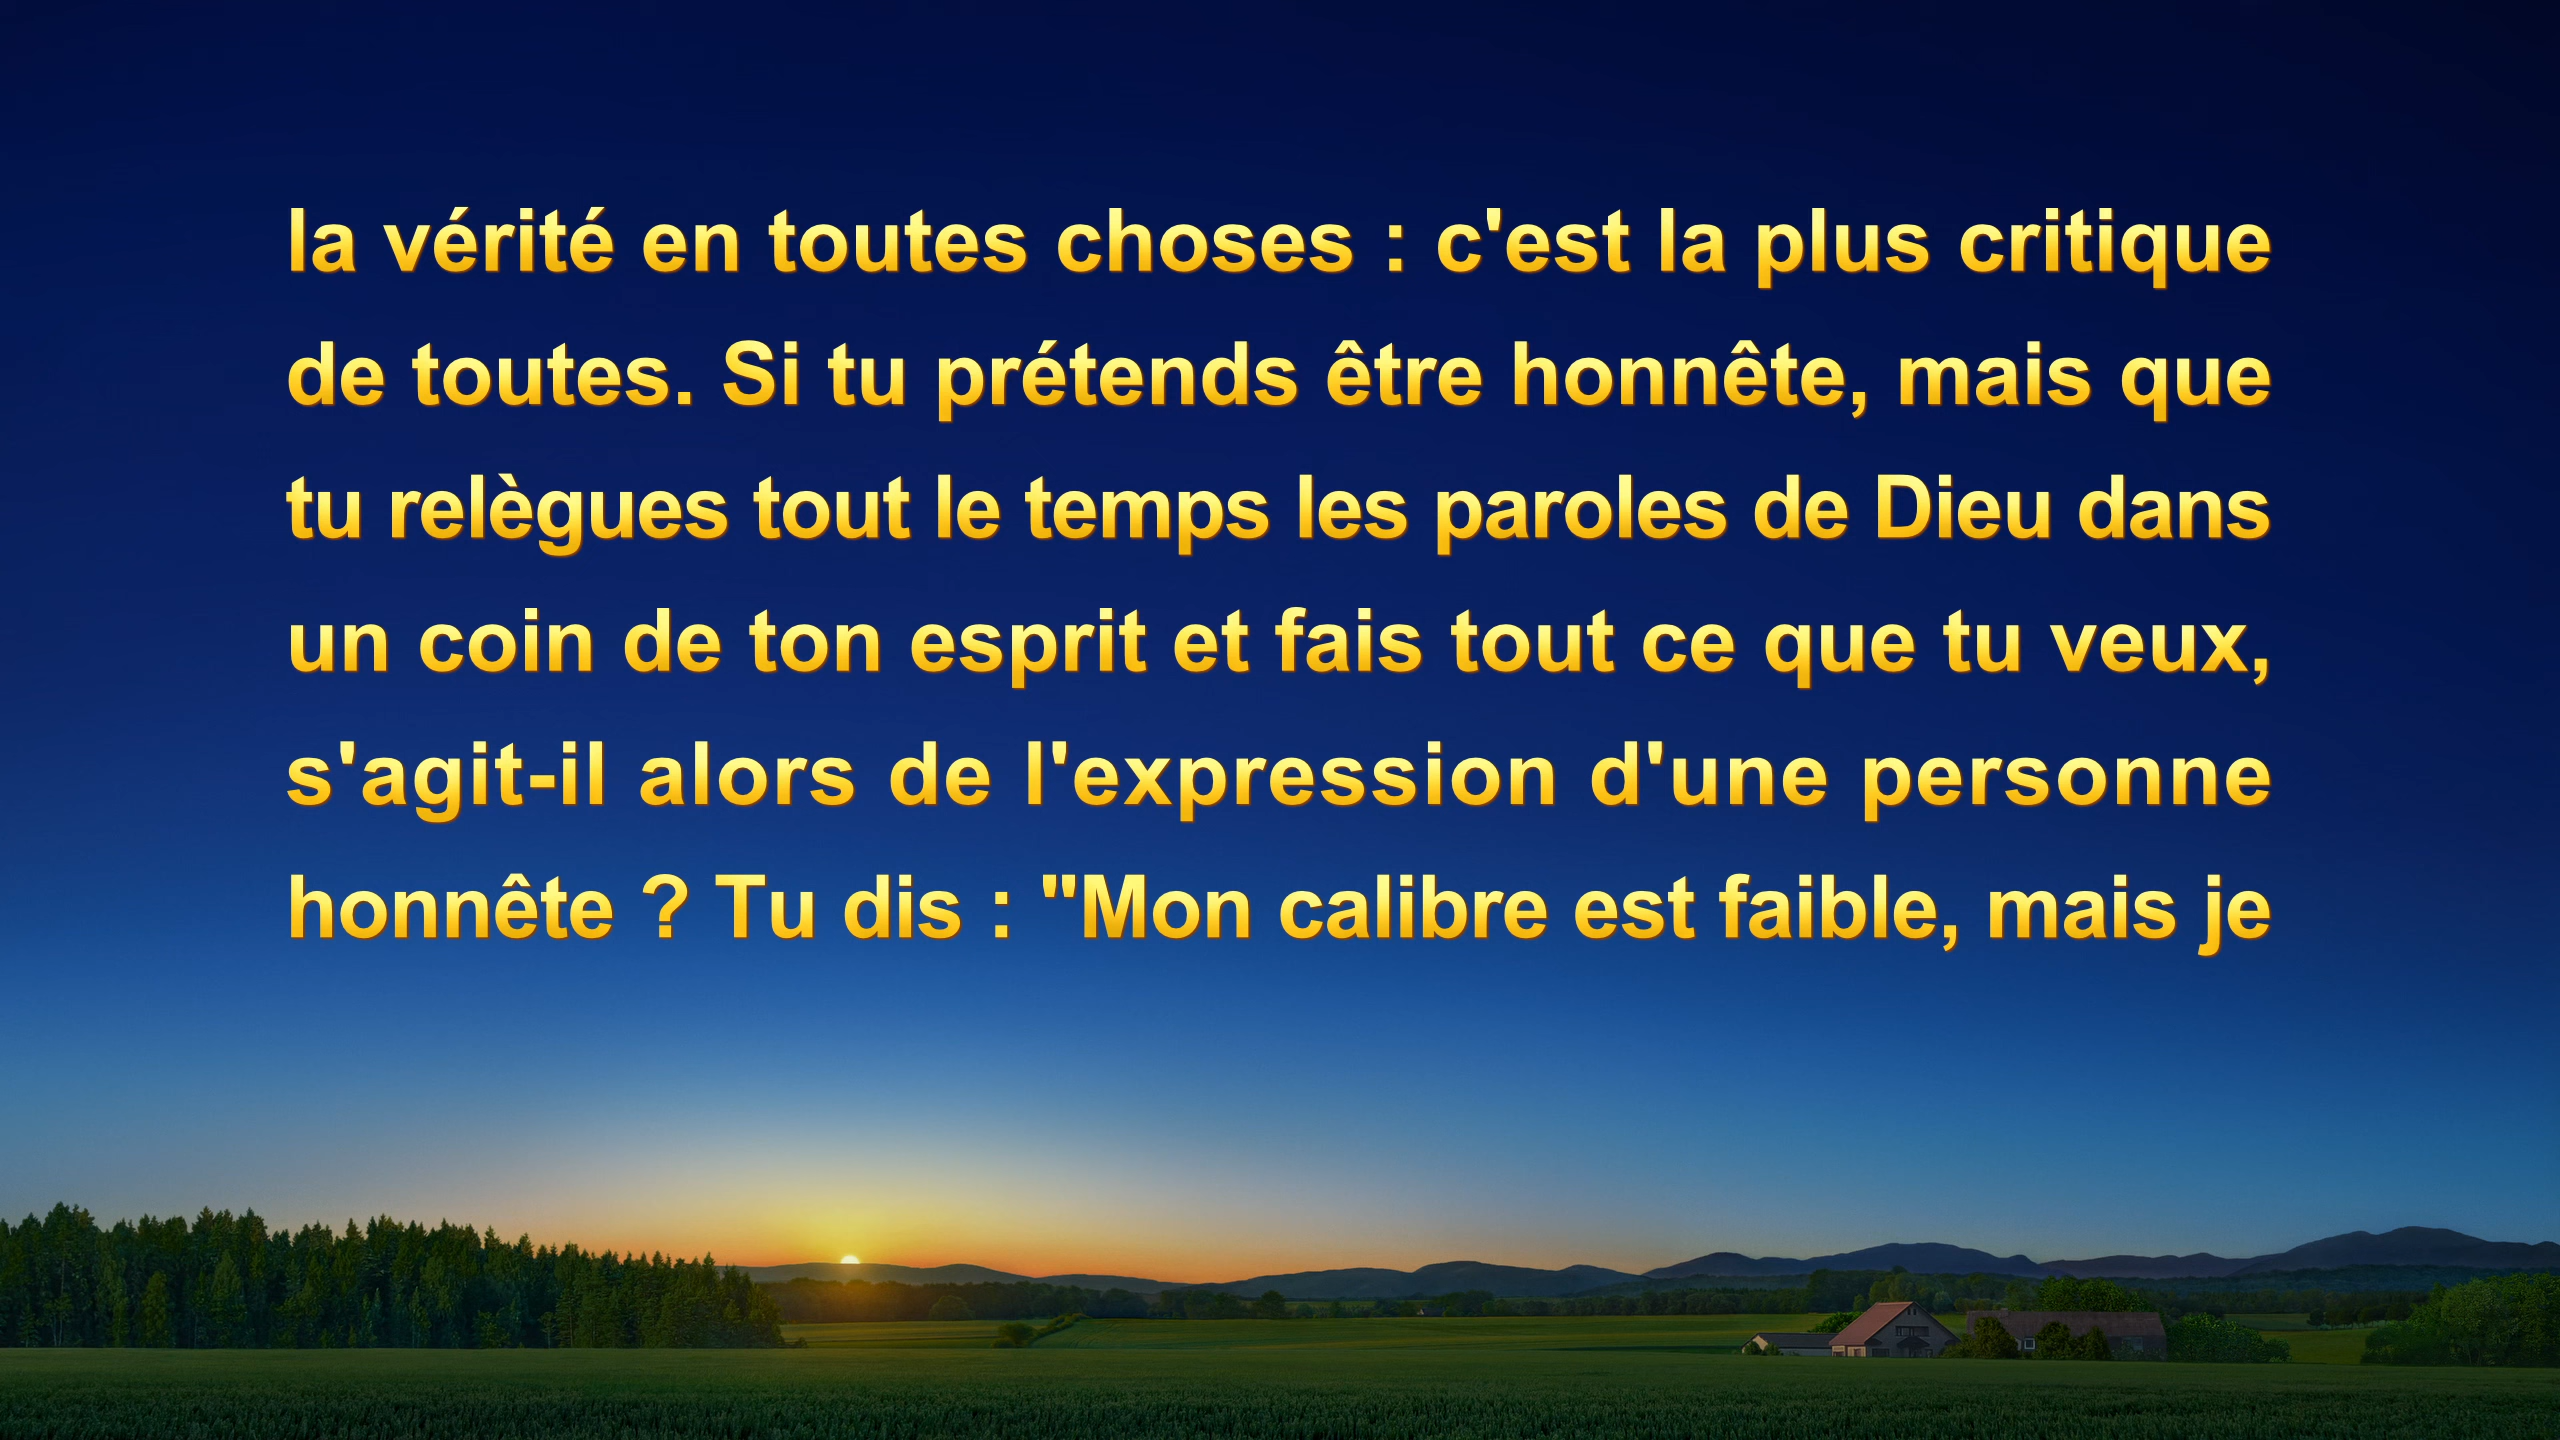 la vérité en toutes choses : c'est la plus critique
de toutes. Si tu prétends être honnête, mais que
tu relègues tout le temps les paroles de Dieu dans
un coin de ton esprit et fais tout ce que tu veux,
s'agit-il alors de l'expression d'une personne
honnête ? Tu dis : "Mon calibre est faible, mais je